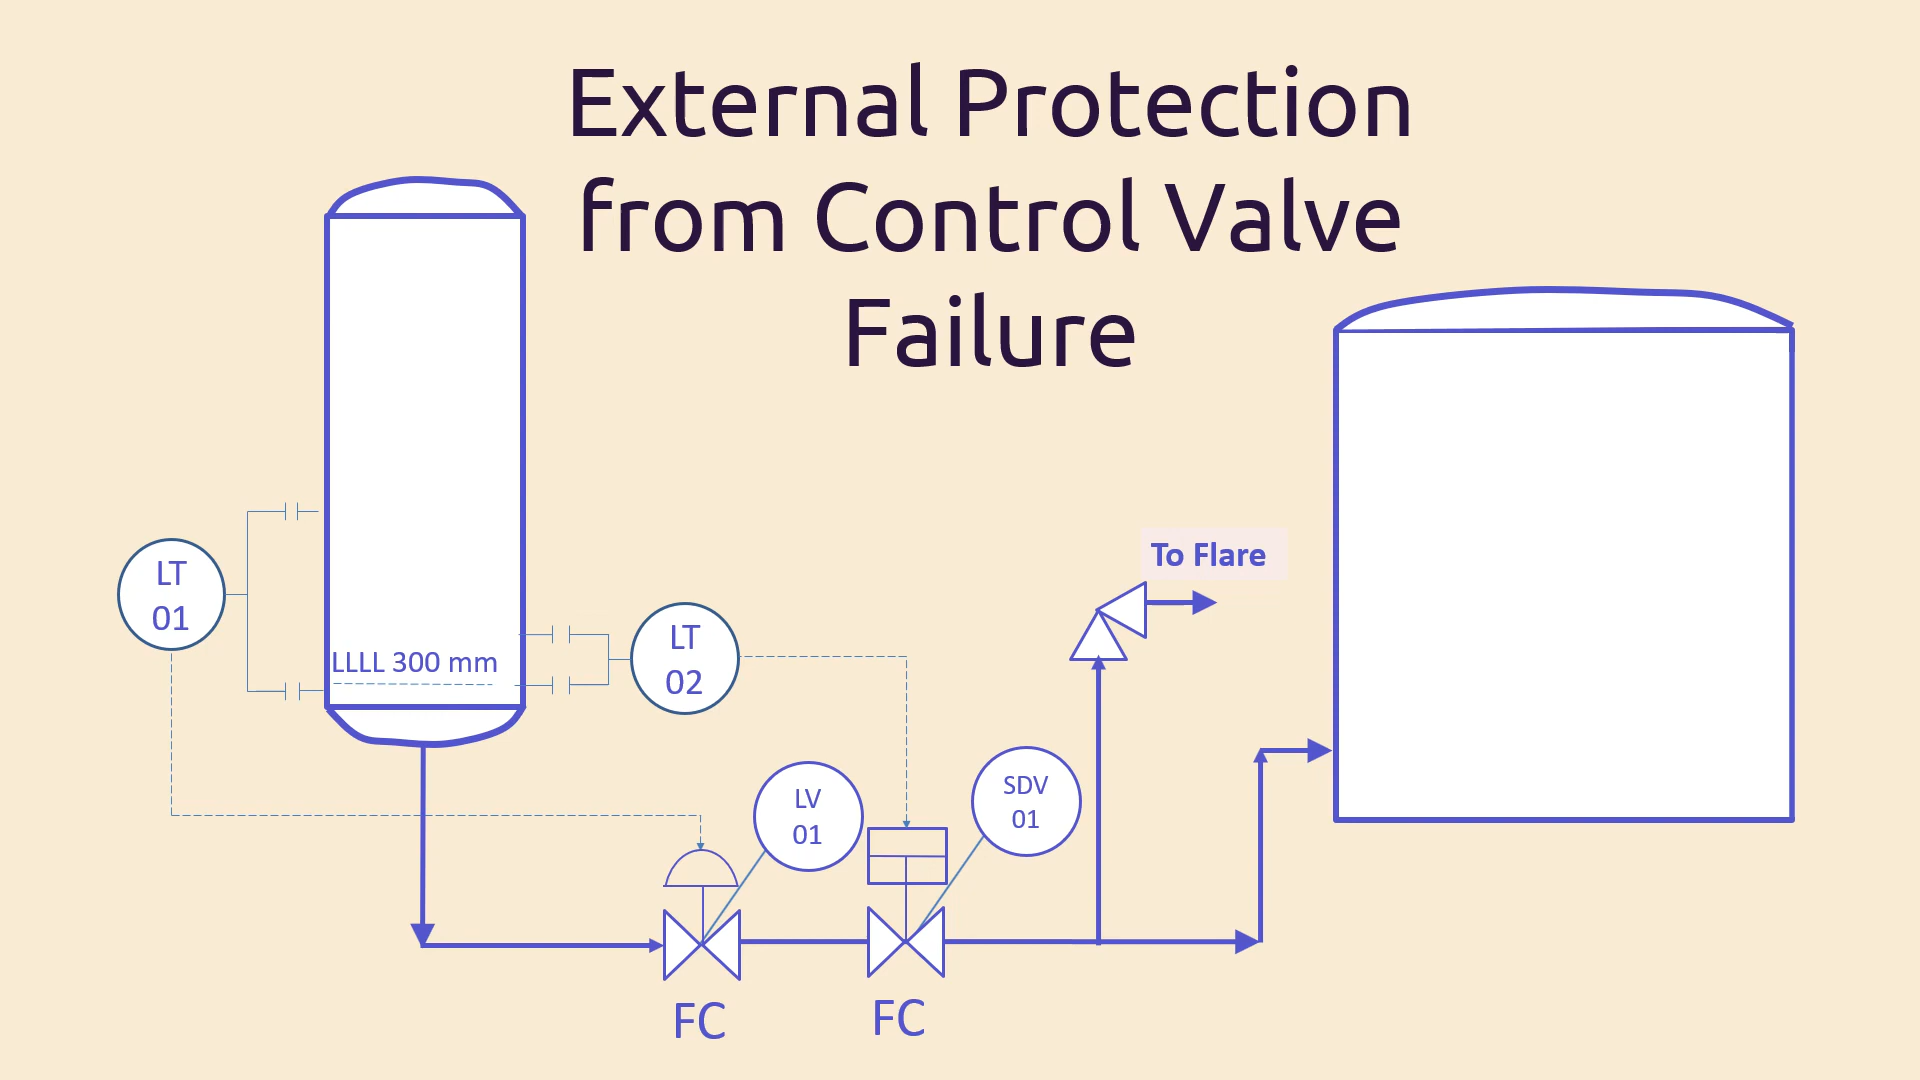 External Protection
from Control Valve
Failure
To Flare
LT
01
LT
02
LLLL 300 mm
LV
01
SDV
01
FC
FC